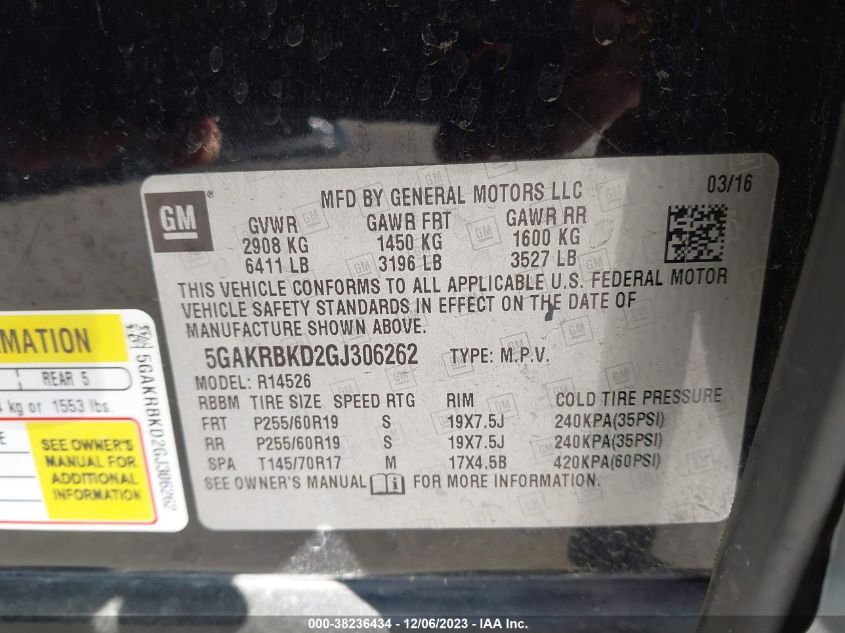 GM
MFD BY GENERAL MOTORS LLC
03/16
GVWR GAWR FRT GAWR RR
2908 KG 1450 KG 1600 KG
6411 LB 3196 LB 3527 LB
THIS VEHICLE CONFORMS TO ALL APPLICABLE U.S. FEDERAL MOTOR
VEHICLE SAFETY STANDARDS IN EFFECT ON THE DATE OF
MANUFACTURE SHOWN ABOVE.
5GAKRBKD2GJ306262 TYPE: M.P.V.
MODEL: R14526
RBBM TIRE SIZE SPEED RTG RIM COLD TIRE PRESSURE
FRT P255/60R19 S 19X7.5J 240KPA(35PSI)
RR P255/60R19 S 19X7.5J 240KPA(35PSI)
SPA T145/70R17 M 17X4.5B 420KPA(60PSI)
SEE OWNER'S MANUAL FOR MORE INFORMATION.
MATION
REAR 5
kg or 1553 lbs.
SEE OWNER'S
MANUAL FOR
ADDITIONAL
INFORMATION
5GAKRBKD2GJ306262
000-38236434 - 12/06/2023 - IAA Inc.